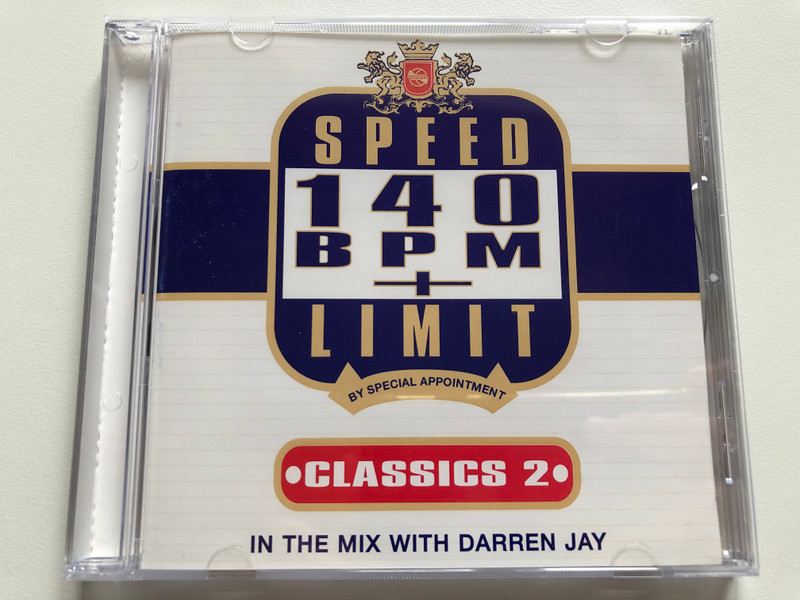 SPEED
140
BPM
+
LIMIT
BY SPECIAL APPOINTMENT
•CLASSICS 2•
IN THE MIX WITH DARREN JAY